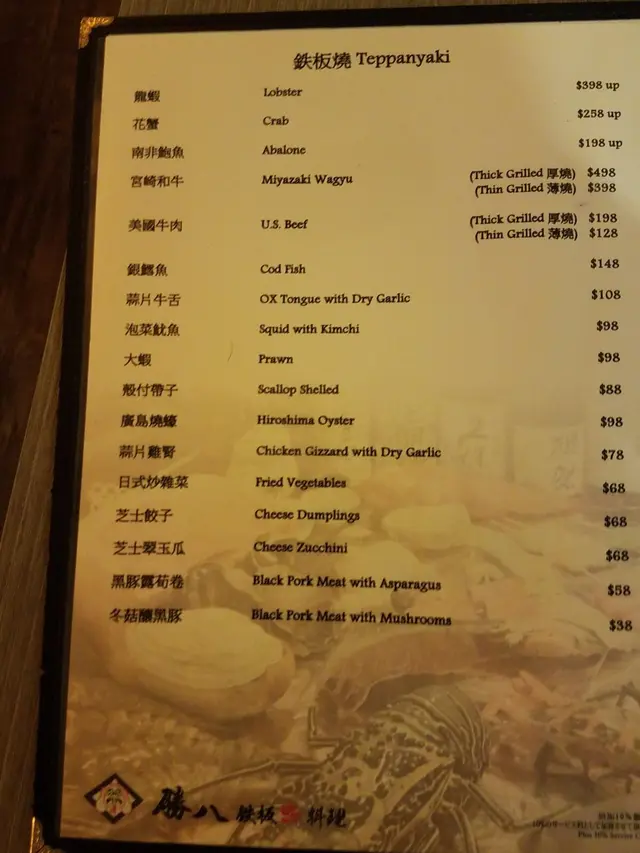 鉄板燒 Teppanyaki
龍蝦 Lobster $398 up
花蟹 Crab $258 up
南非鮑魚 Abalone $198 up
宮崎和牛 Miyazaki Wagyu (Thick Grilled 厚燒) $498
(Thin Grilled 薄燒) $398
美國牛肉 U.S. Beef (Thick Grilled 厚燒) $198
(Thin Grilled 薄燒) $128
銀鱈魚 Cod Fish $148
蒜片牛舌 OX Tongue with Dry Garlic $108
泡菜魷魚 Squid with Kimchi $98
大蝦 Prawn $98
殼付帶子 Scallop Shelled $88
廣島燒蠔 Hiroshima Oyster $98
蒜片雞腎 Chicken Gizzard with Dry Garlic $78
日式炒雜菜 Fried Vegetables $68
芝士餃子 Cheese Dumplings $68
芝士翠玉瓜 Cheese Zucchini $68
黑豚露荀卷 Black Pork Meat with Asparagus $58
冬菇釀黑豚 Black Pork Meat with Mushrooms $38
勝八 鉄板 料理
Plus 10% Service